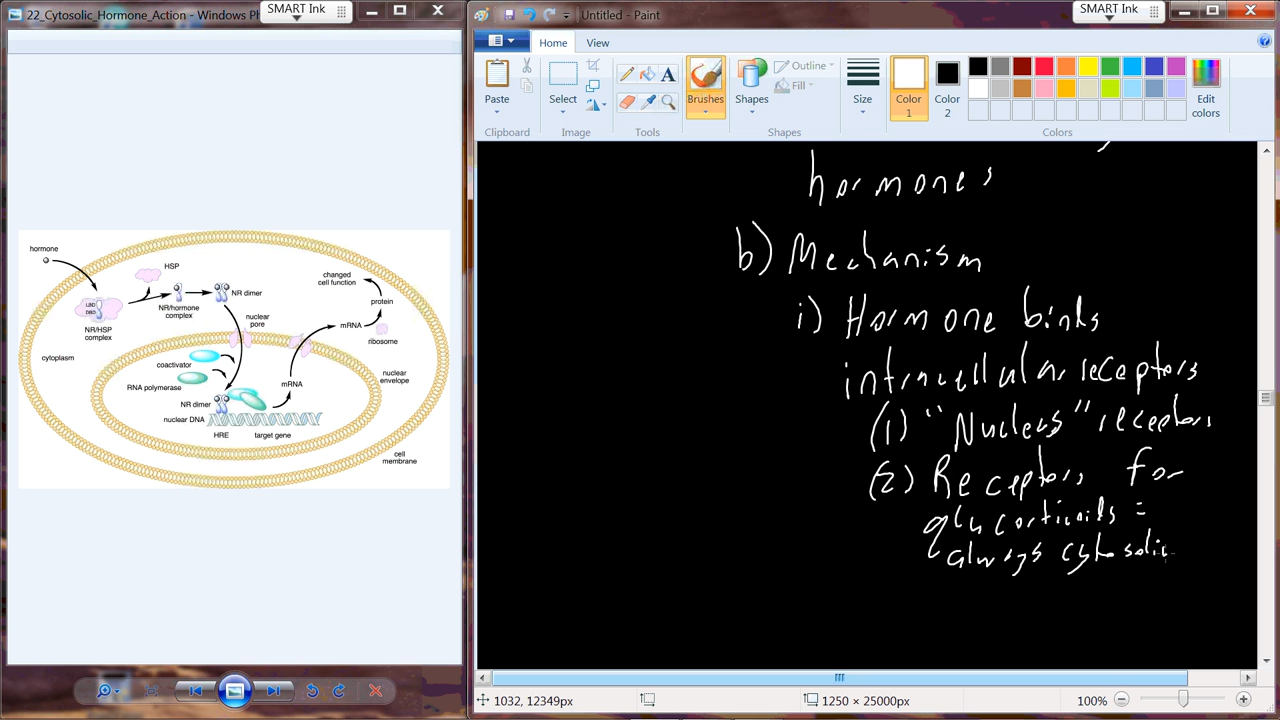 22_Cytosolic_Hormone_Action - Windows Ph
SMART Ink
Untitled - Paint
SMART Ink
Home
View
Paste
Select
Brushes
Shapes
Outline
Fill
Size
Color 1
Color 2
Edit colors
Clipboard
Image
Tools
Shapes
Colors
hormone
HSP
LBD
DBD
NR/HSP complex
NR/hormone complex
NR dimer
changed cell function
protein
nuclear pore
mRNA
ribosome
cytoplasm
coactivator
RNA polymerase
mRNA
nuclear envelope
NR dimer
nuclear DNA
HRE
target gene
cell membrane
hormones
b) Mechanism
i) Hormone binds
intracellular receptors
(1) "Nuclear" receptors
(2) Receptors for
glucorticoids =
always cytosolic
1032, 12349px
1250 × 25000px
100%